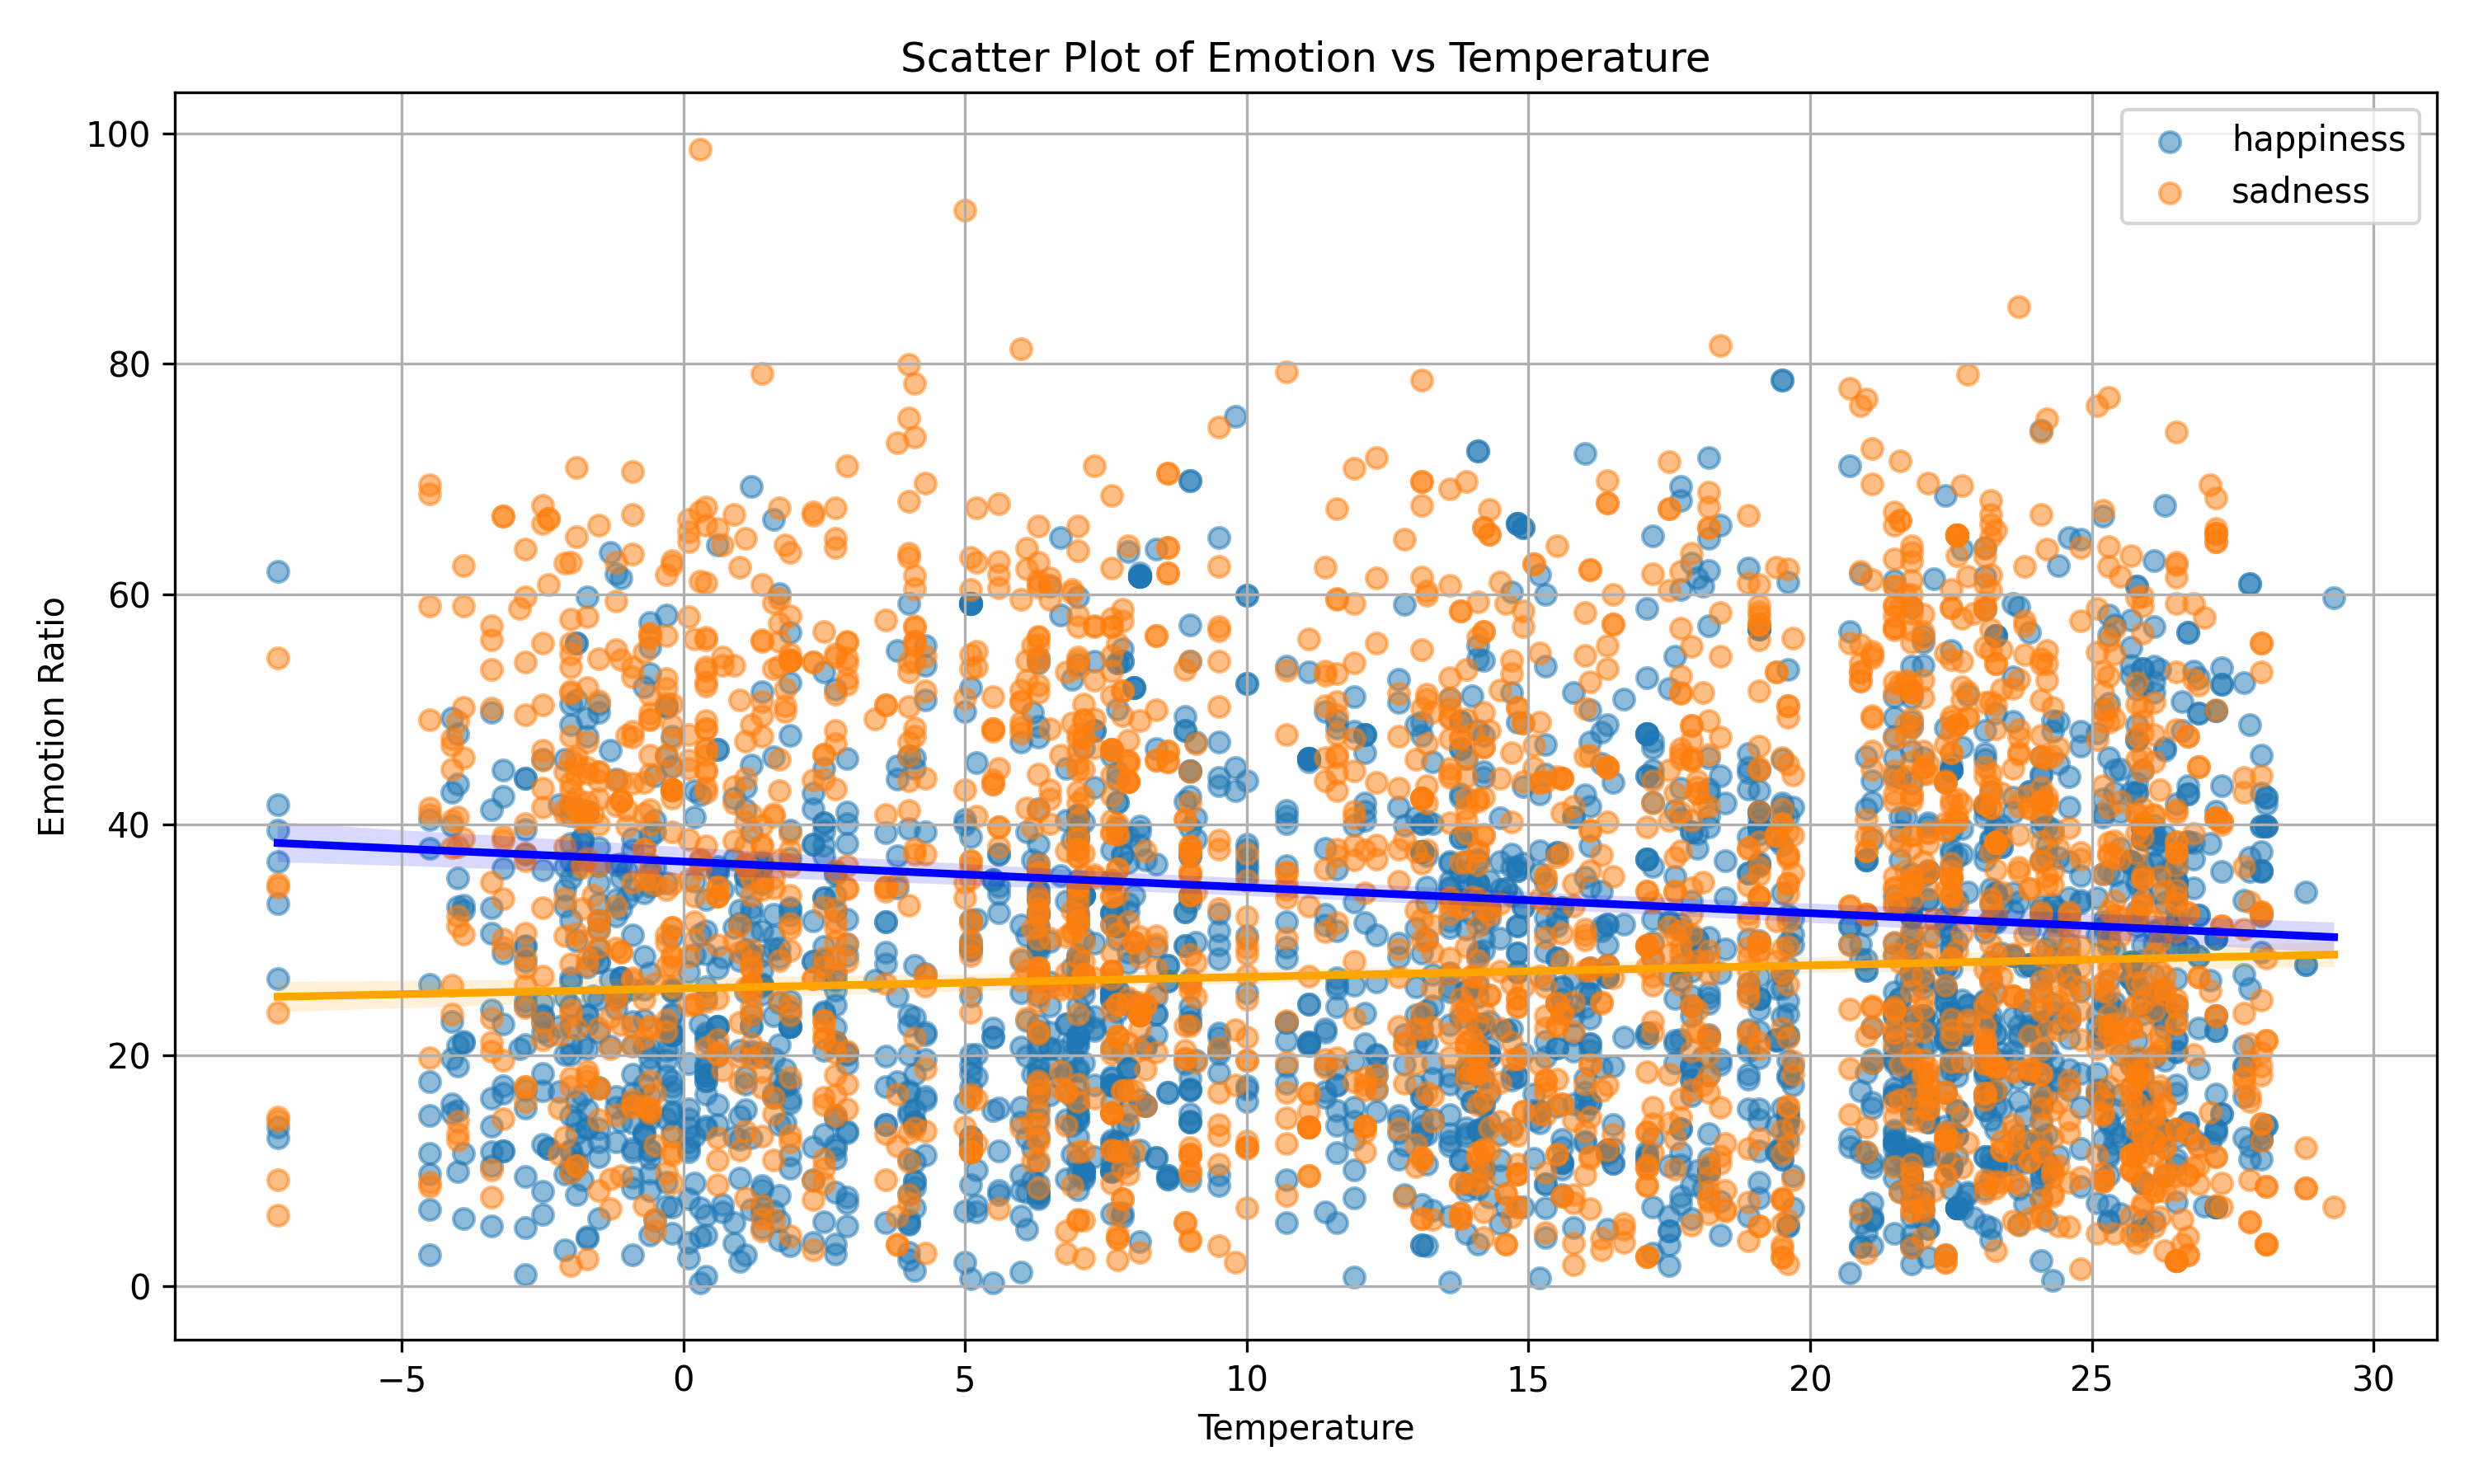 Scatter Plot of Emotion vs Temperature
happiness
sadness
Emotion Ratio
100
80
60
40
20
0
−5
0
5
10
15
20
25
30
Temperature